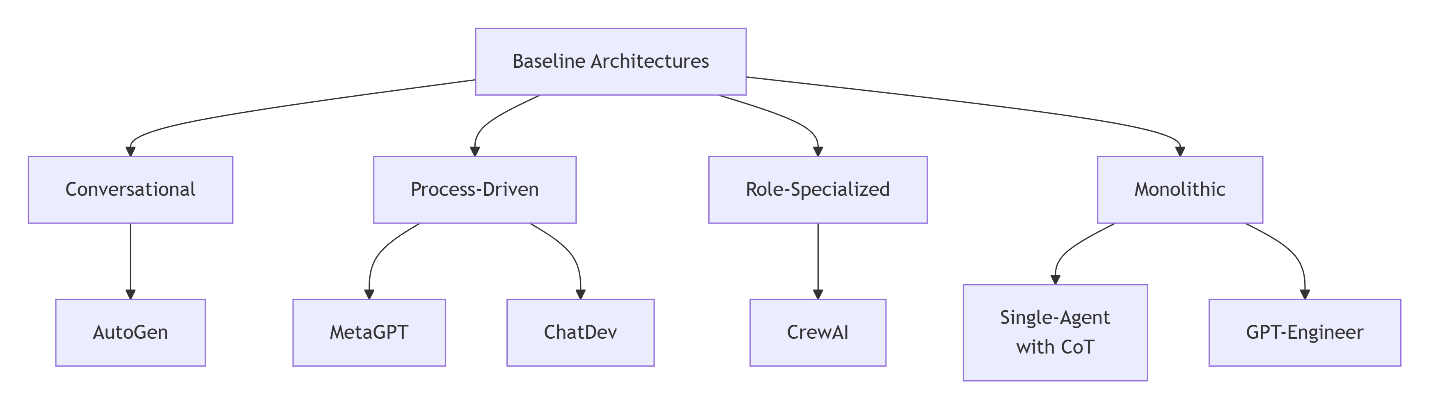 Baseline Architectures
Conversational
Process-Driven
Role-Specialized
Monolithic
AutoGen
MetaGPT
ChatDev
CrewAI
Single-Agent
with CoT
GPT-Engineer